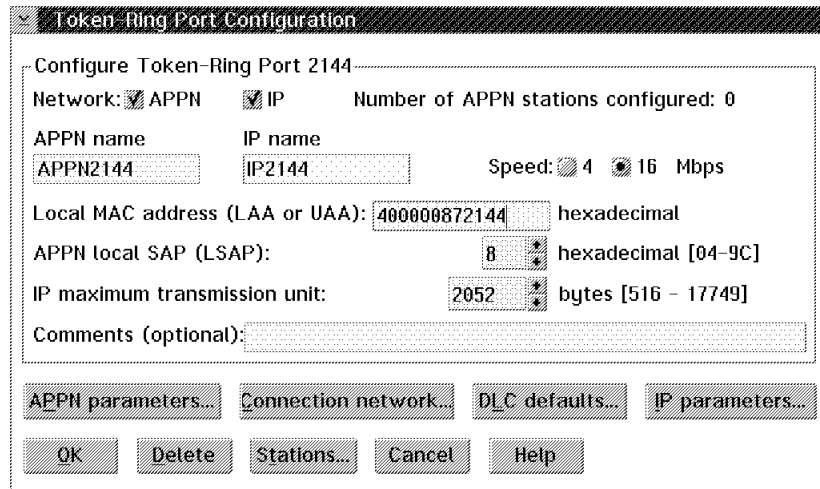 Token-Ring Port Configuration
Configure Token-Ring Port 2144
Network: APPN IP Number of APPN stations configured: 0
APPN name IP name
APPN2144 IP2144 Speed: 4 16 Mbps
Local MAC address (LAA or UAA): 400000872144 hexadecimal
APPN local SAP (LSAP): 8 hexadecimal [04-9C]
IP maximum transmission unit: 2052 bytes [516 - 17749]
Comments (optional):
APPN parameters... Connection network... DLC defaults... IP parameters...
OK Delete Stations... Cancel Help